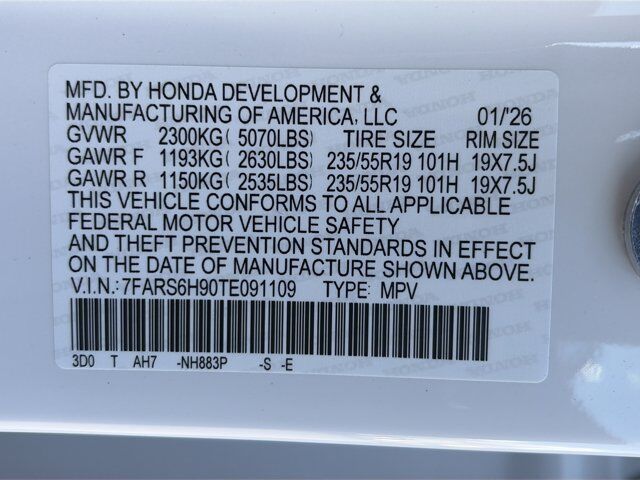 MFD. BY HONDA DEVELOPMENT &
MANUFACTURING OF AMERICA, LLC 01/'26
GVWR 2300KG( 5070LBS) TIRE SIZE RIM SIZE
GAWR F 1193KG( 2630LBS) 235/55R19 101H 19X7.5J
GAWR R 1150KG( 2535LBS) 235/55R19 101H 19X7.5J
THIS VEHICLE CONFORMS TO ALL APPLICABLE
FEDERAL MOTOR VEHICLE SAFETY
AND THEFT PREVENTION STANDARDS IN EFFECT
ON THE DATE OF MANUFACTURE SHOWN ABOVE.
V.I.N.: 7FARS6H90TE091109 TYPE: MPV
3D0 T AH7 -NH883P -S -E